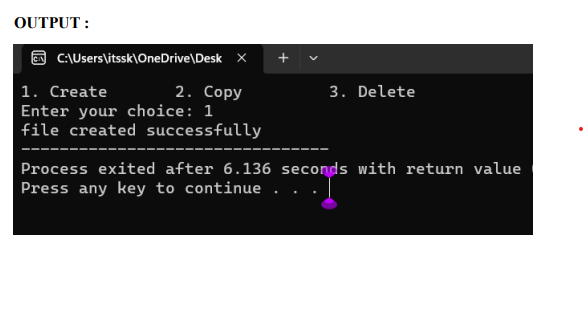 OUTPUT :
C:\Users\itssk\OneDrive\Desk
1. Create 2. Copy 3. Delete
Enter your choice: 1
file created successfully
--------------------------------
Process exited after 6.136 seconds with return value
Press any key to continue . . .